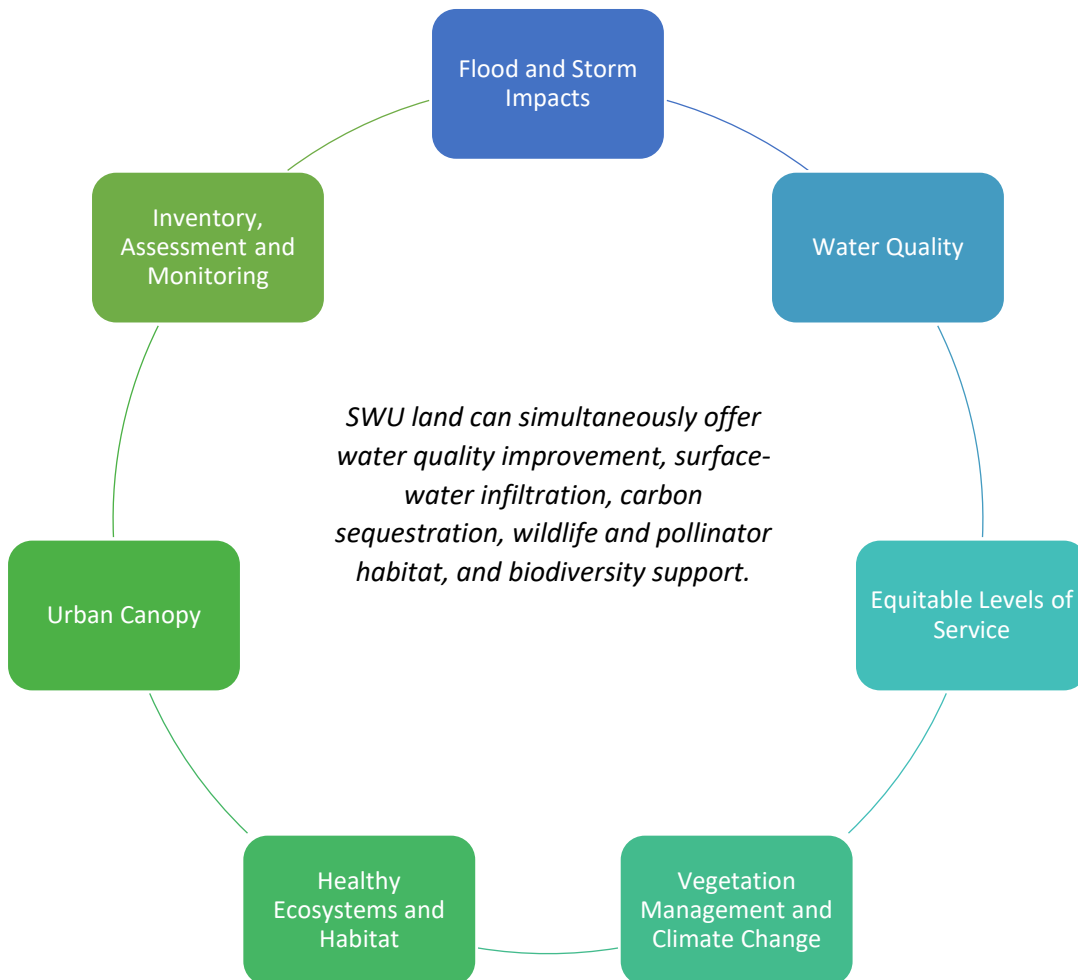 Flood and Storm
Impacts
Water Quality
Equitable Levels of
Service
Vegetation
Management and
Climate Change
Healthy
Ecosystems and
Habitat
Urban Canopy
Inventory,
Assessment and
Monitoring
SWU land can simultaneously offer
water quality improvement, surface-
water infiltration, carbon
sequestration, wildlife and pollinator
habitat, and biodiversity support.